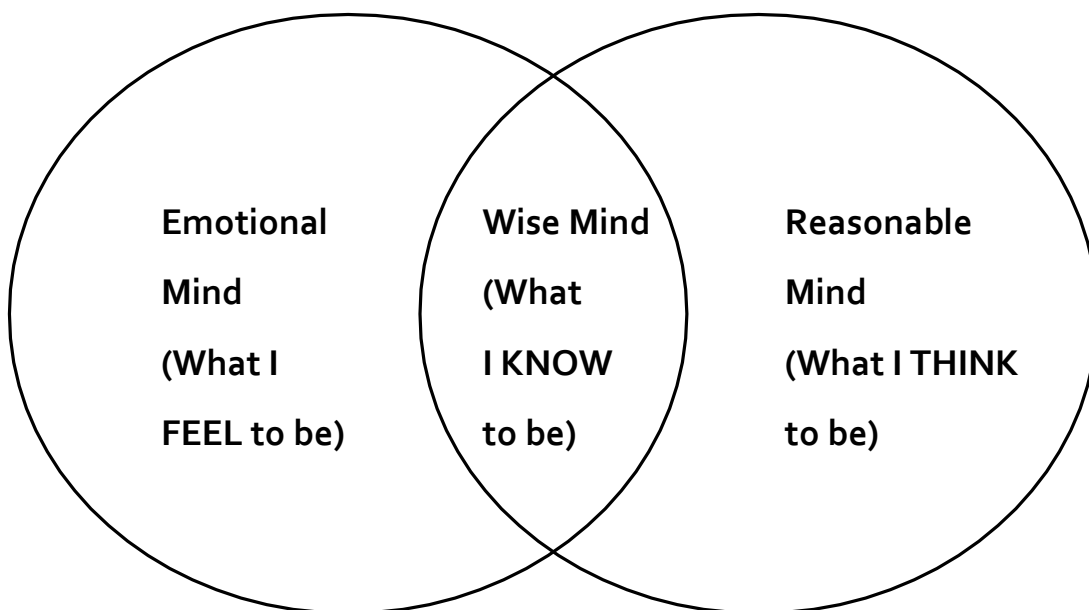 Emotional
Mind
(What I
FEEL to be)
Wise Mind
(What
I KNOW
to be)
Reasonable
Mind
(What I THINK
to be)